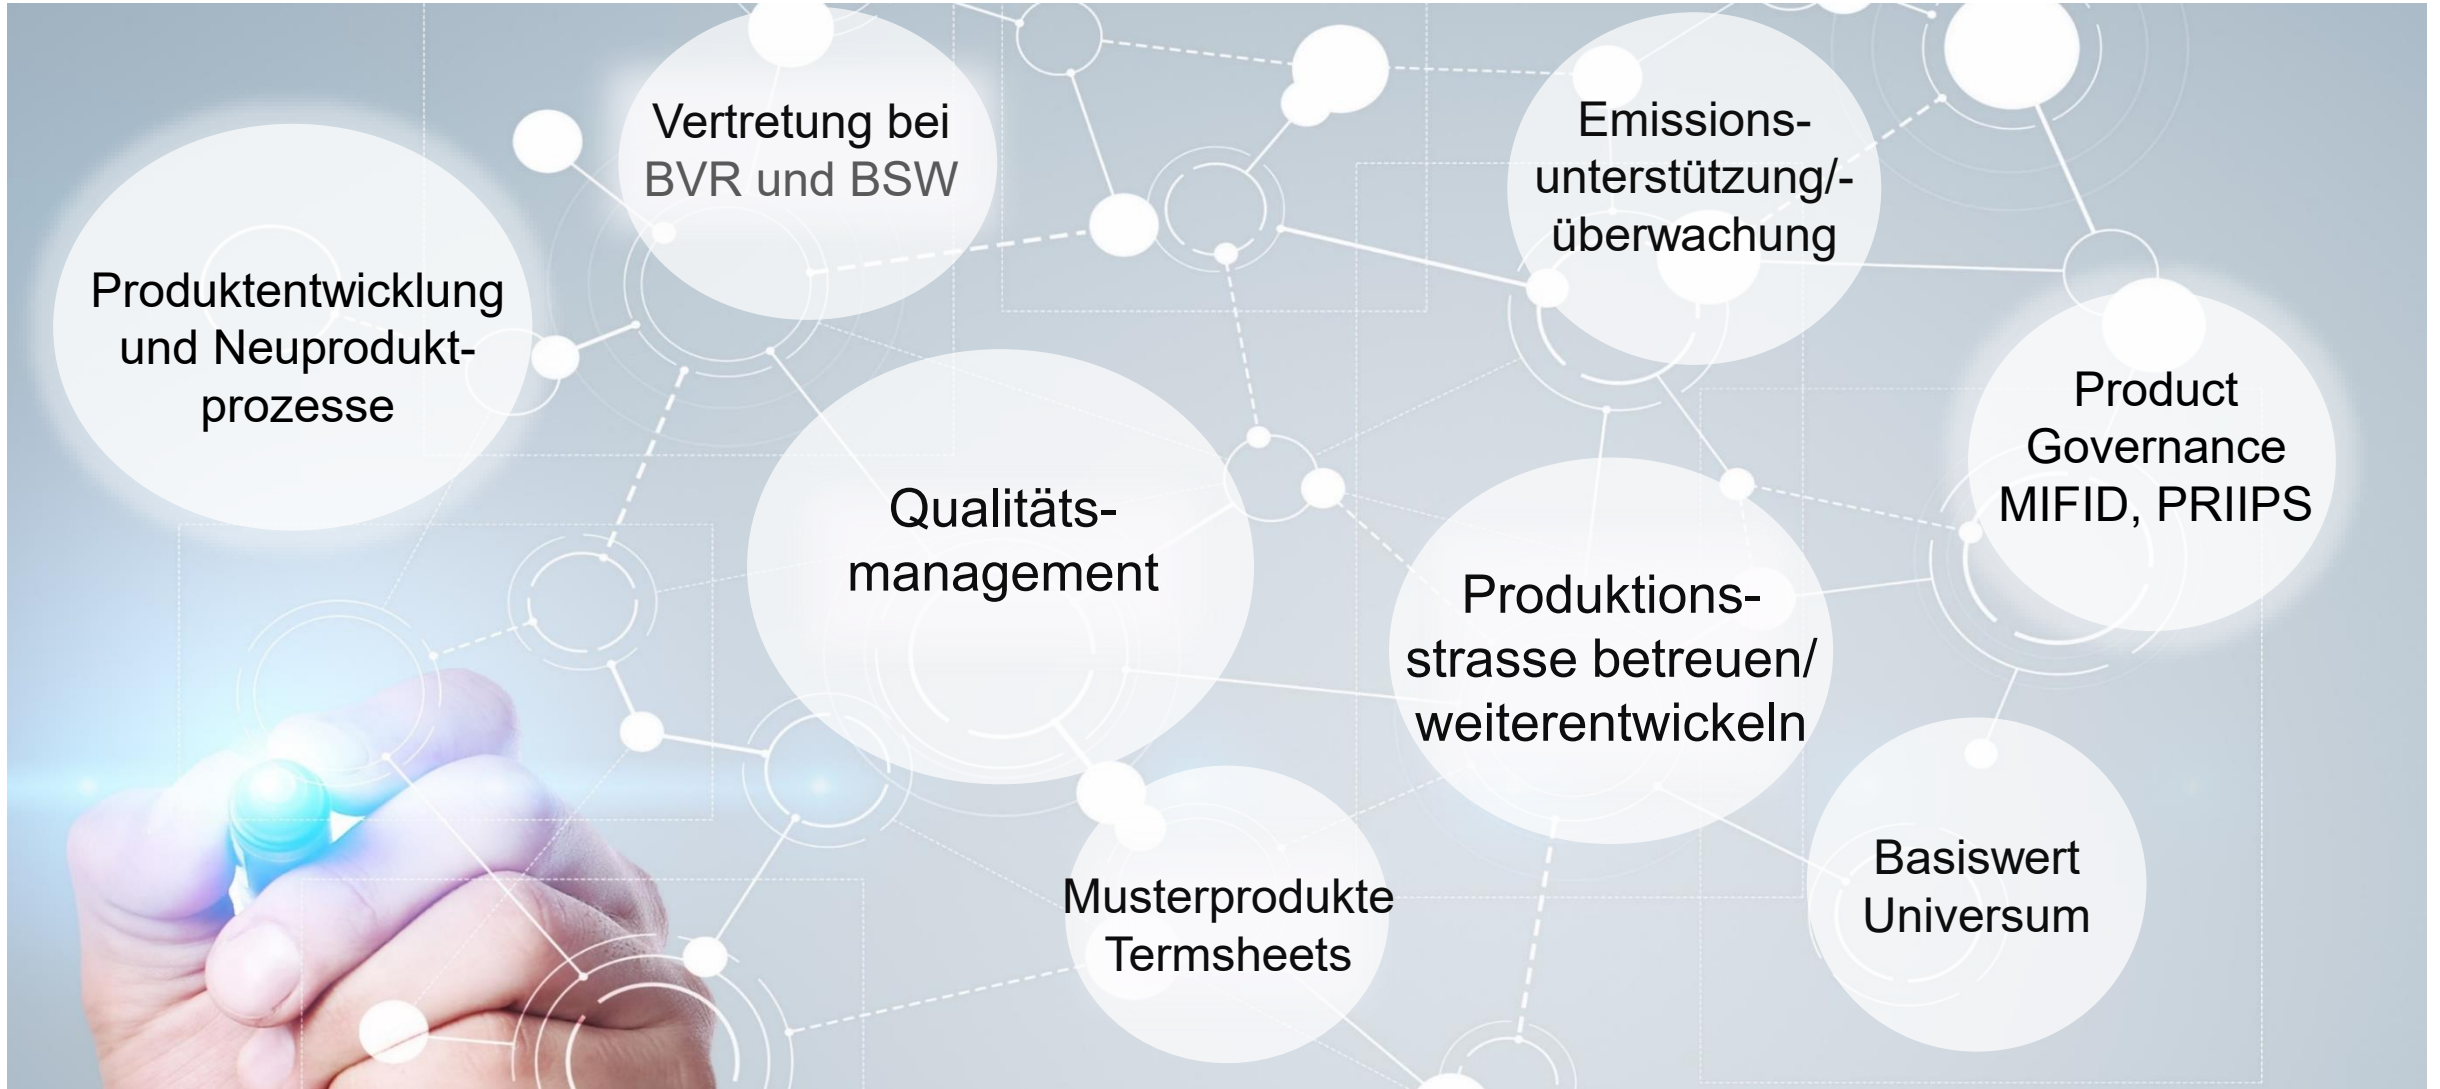 Vertretung bei
BVR und BSW
Emissions-
unterstützung/-
überwachung
Produktentwicklung
und Neuprodukt-
prozesse
Product
Governance
MIFID, PRIIPS
Qualitäts-
management
Produktions-
strasse betreuen/
weiterentwickeln
Musterprodukte
Termsheets
Basiswert
Universum